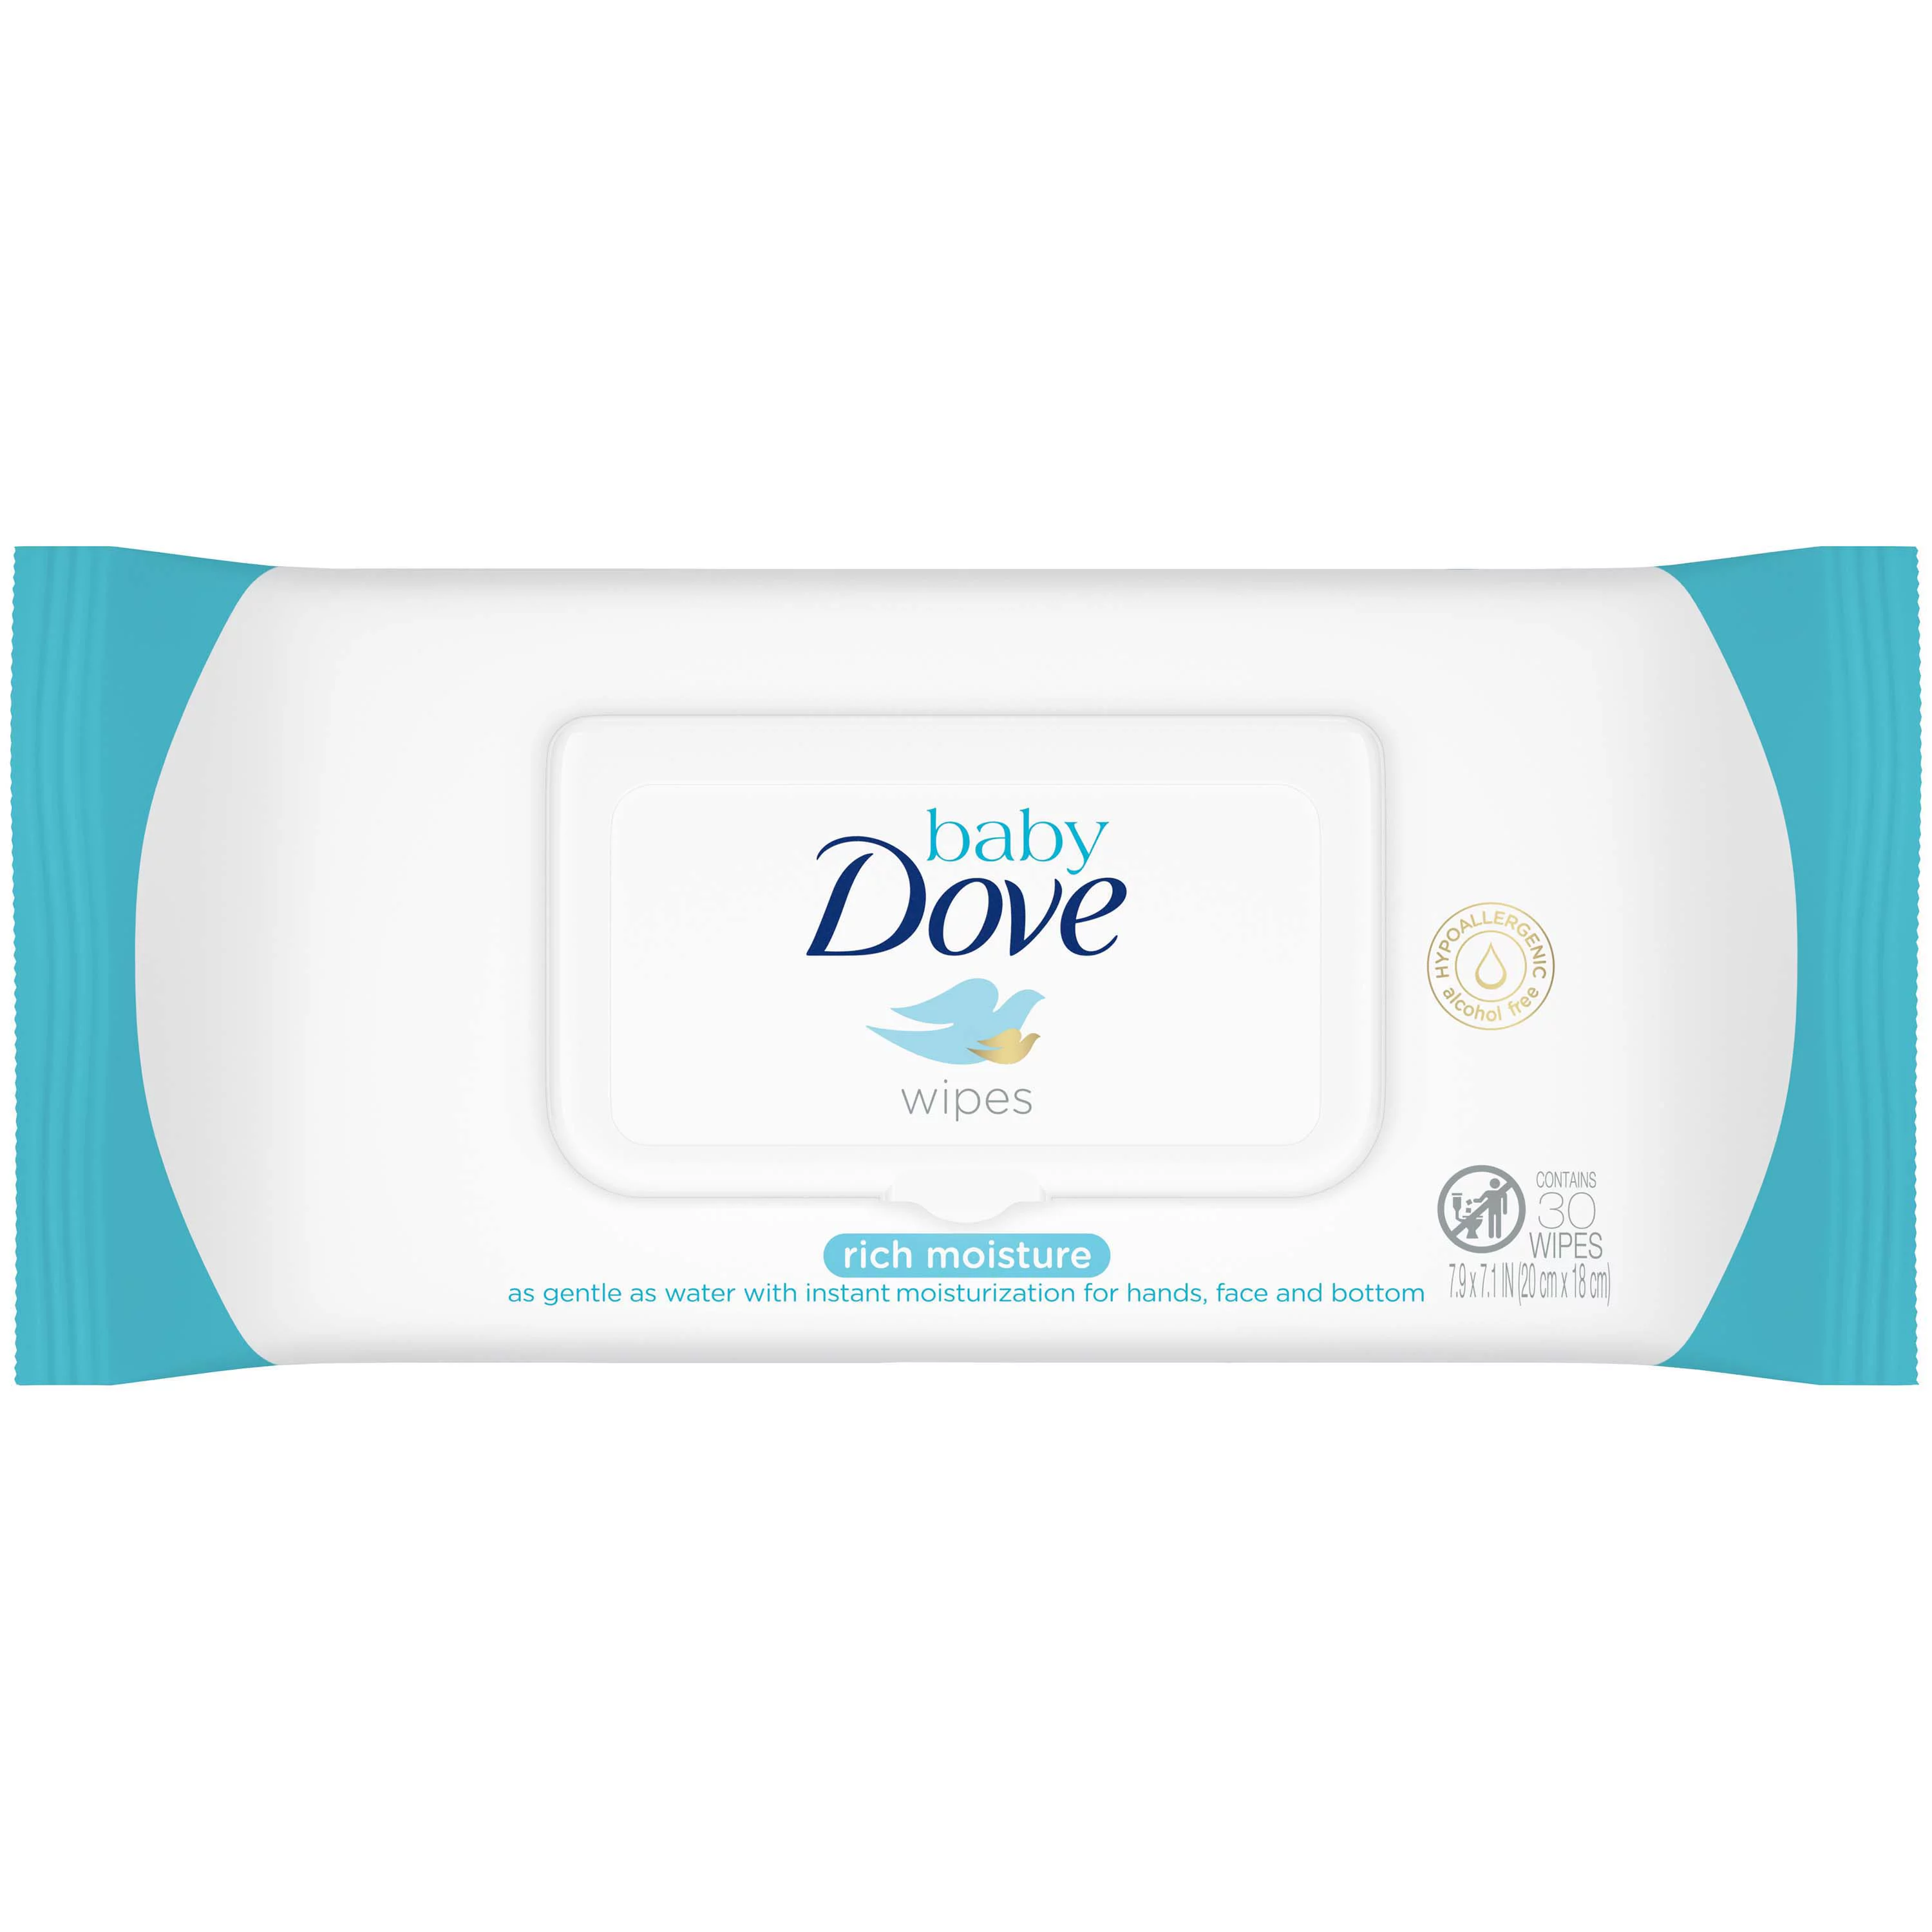 baby
Dove
wipes
HYPOALLERGENIC
alcohol free
CONTAINS
30
WIPES
7.9 x 7.1 IN (20 cm x 18 cm)
rich moisture
as gentle as water with instant moisturization for hands, face and bottom